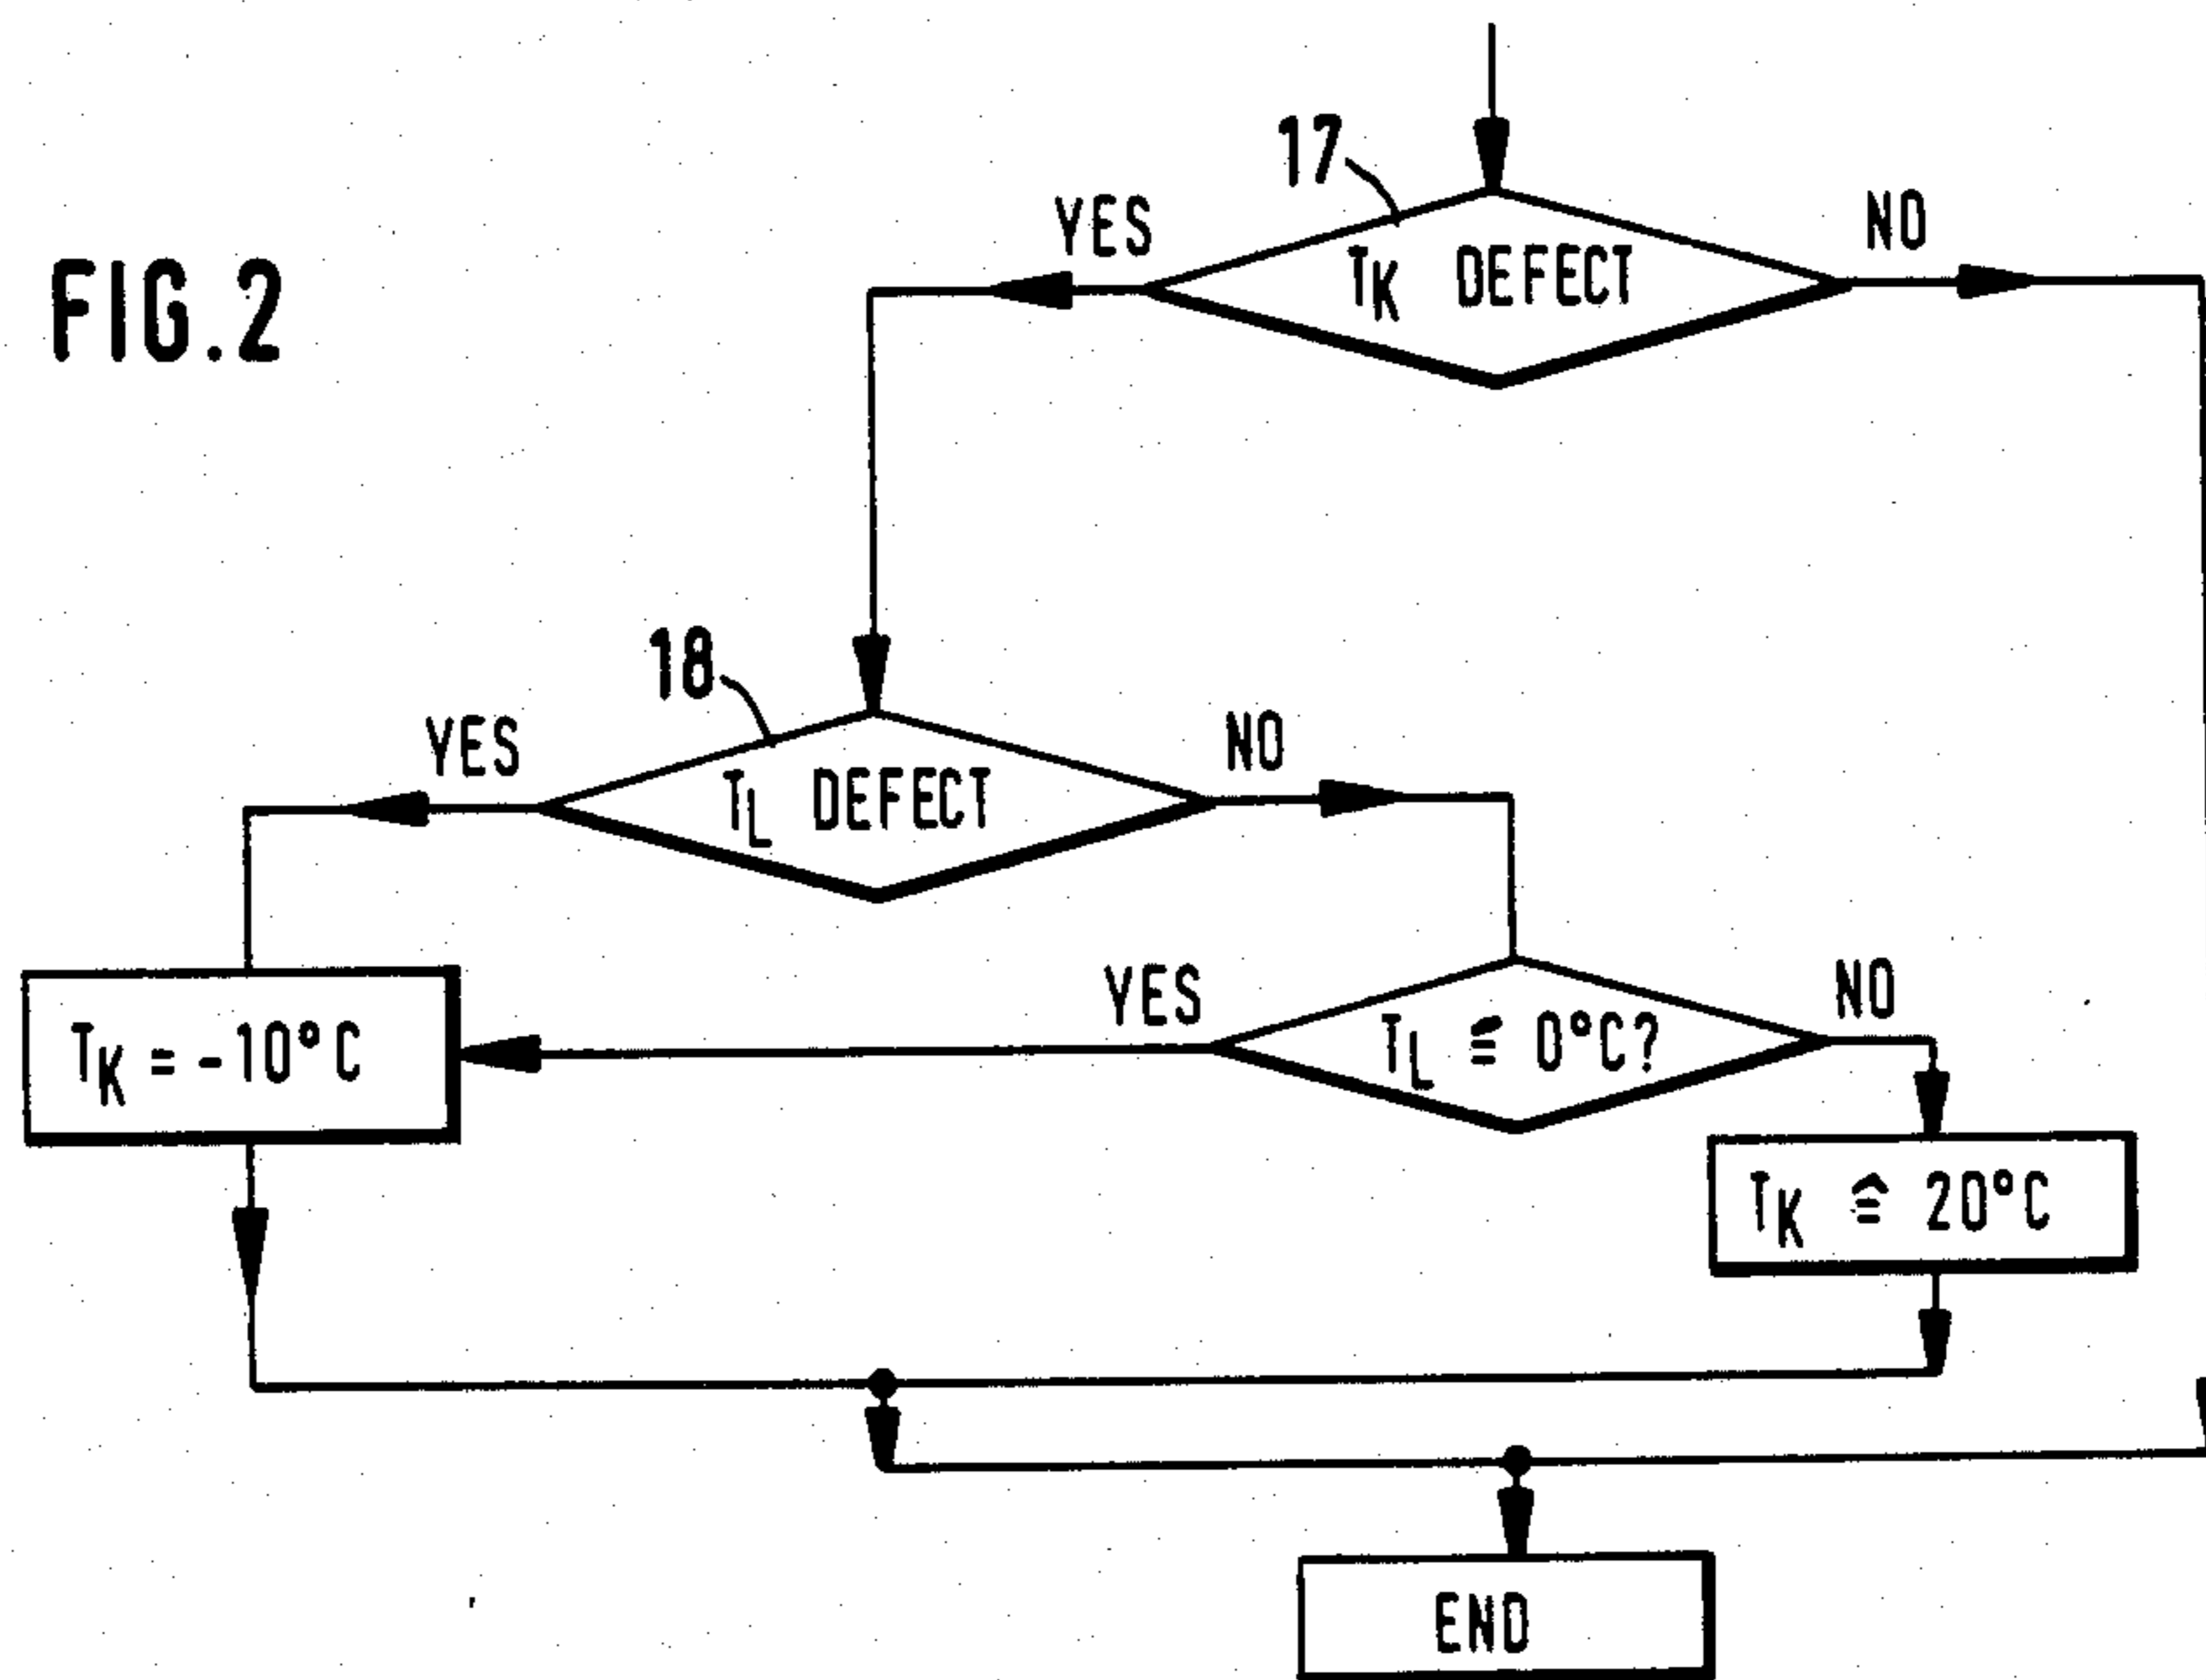 FIG.2
17
YES
NO
TK DEFECT
18
YES
NO
TL DEFECT
YES
NO
TK = -10°C
TL ≦ 0°C?
TK ≙ 20°C
END